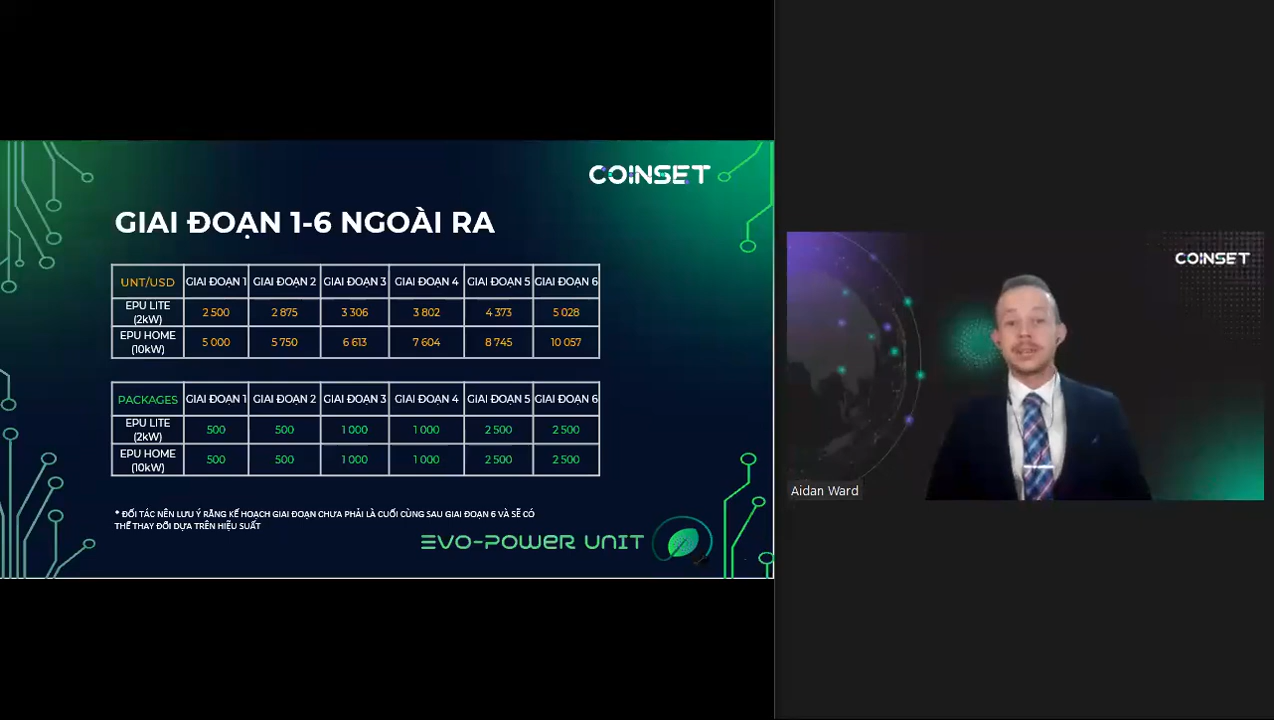 COINSET
GIAI ĐOẠN 1-6 NGOÀI RA
UNT/USD GIAI ĐOẠN 1 GIAI ĐOẠN 2 GIAI ĐOẠN 3 GIAI ĐOẠN 4 GIAI ĐOẠN 5 GIAI ĐOẠN 6
EPU LITE
(2kW) 2 500 2 875 3 306 3 802 4 373 5 028
EPU HOME
(10kW) 5 000 5 750 6 613 7 604 8 745 10 057
PACKAGES GIAI ĐOẠN 1 GIAI ĐOẠN 2 GIAI ĐOẠN 3 GIAI ĐOẠN 4 GIAI ĐOẠN 5 GIAI ĐOẠN 6
EPU LITE
(2kW) 500 500 1 000 1 000 2 500 2 500
EPU HOME
(10kW) 500 500 1 000 1 000 2 500 2 500
* ĐỐI TÁC NÊN LƯU Ý RẰNG KẾ HOẠCH GIAI ĐOẠN CHƯA PHẢI LÀ CUỐI CÙNG SAU GIAI ĐOẠN 6 VÀ SẼ CÓ
THỂ THAY ĐỔI DỰA TRÊN HIỆU SUẤT
EVO-POWER UNIT
COINSET
Aidan Ward